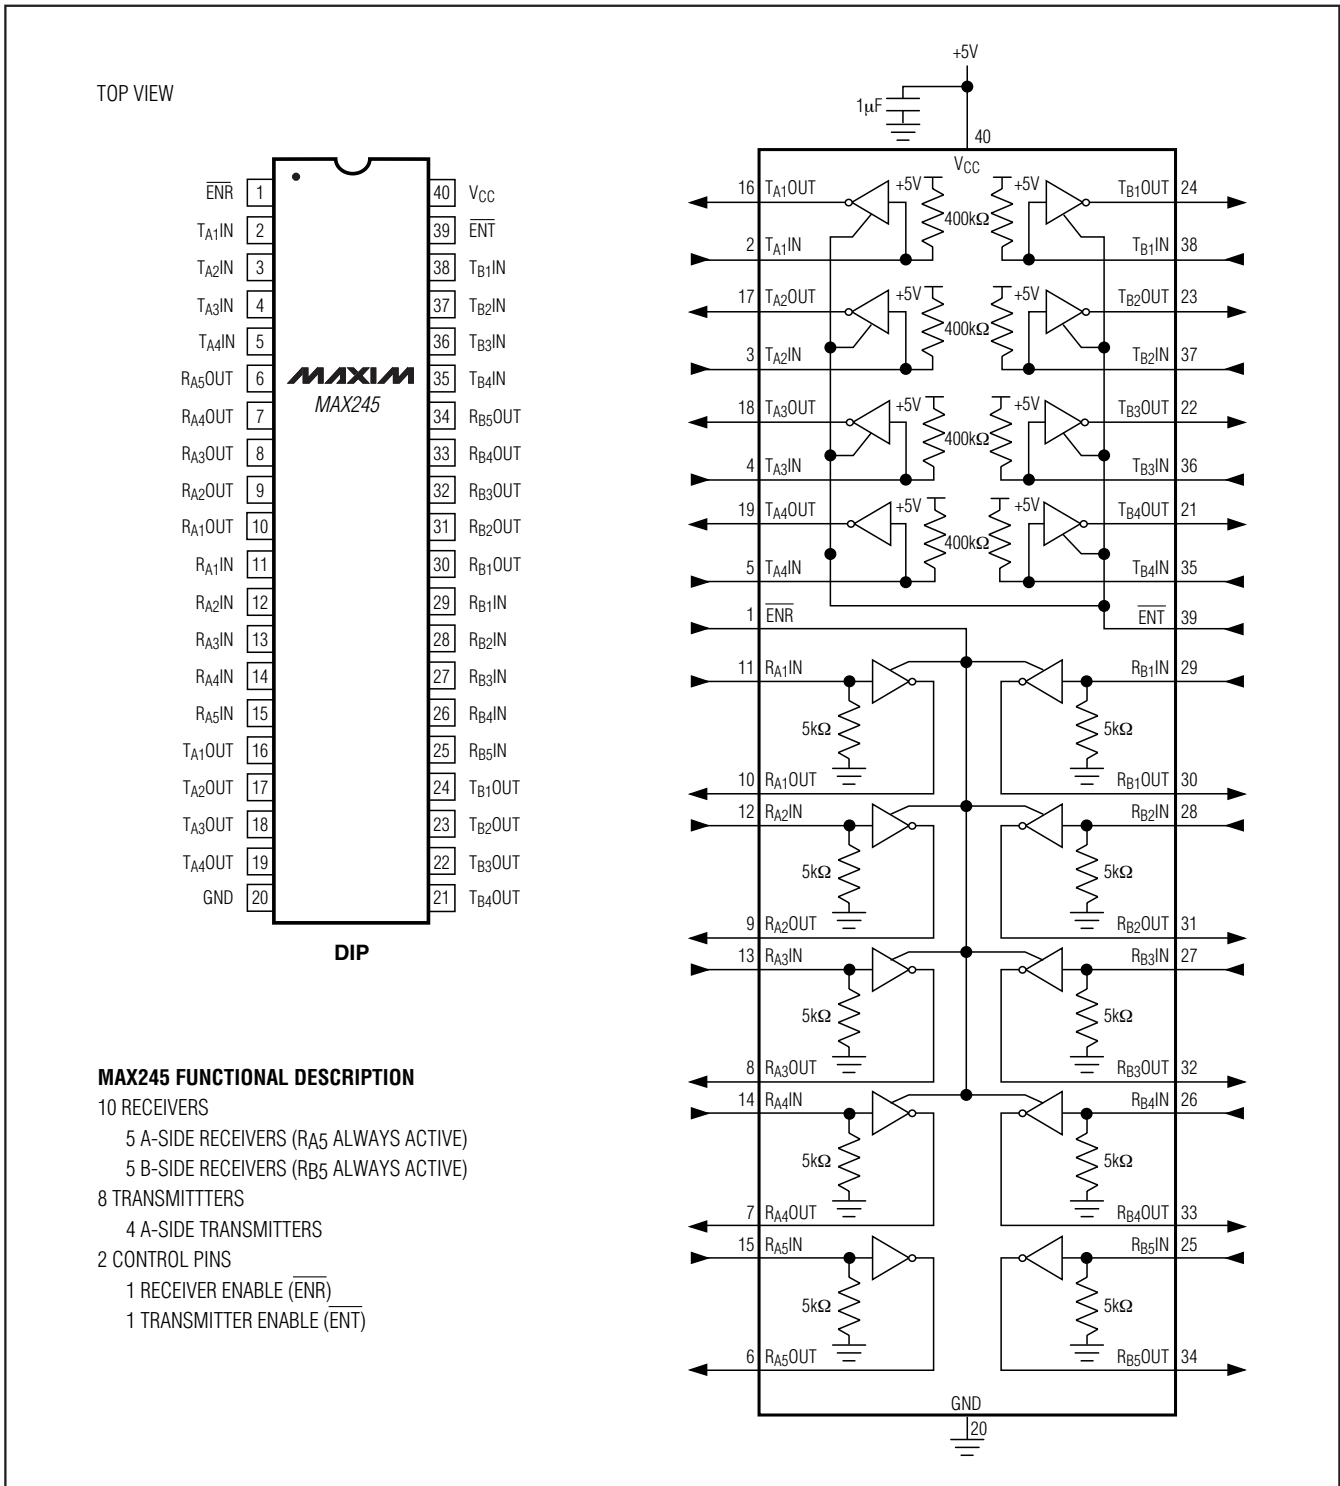 TOP VIEW
ENR 1
TA1IN 2
TA2IN 3
TA3IN 4
TA4IN 5
RA5OUT 6
RA4OUT 7
RA3OUT 8
RA2OUT 9
RA1OUT 10
RA1IN 11
RA2IN 12
RA3IN 13
RA4IN 14
RA5IN 15
TA1OUT 16
TA2OUT 17
TA3OUT 18
TA4OUT 19
GND 20
MAXIM
MAX245
40 VCC
39 ENT
38 TB1IN
37 TB2IN
36 TB3IN
35 TB4IN
34 RB5OUT
33 RB4OUT
32 RB3OUT
31 RB2OUT
30 RB1OUT
29 RB1IN
28 RB2IN
27 RB3IN
26 RB4IN
25 RB5IN
24 TB1OUT
23 TB2OUT
22 TB3OUT
21 TB4OUT
DIP
MAX245 FUNCTIONAL DESCRIPTION
10 RECEIVERS
5 A-SIDE RECEIVERS (RA5 ALWAYS ACTIVE)
5 B-SIDE RECEIVERS (RB5 ALWAYS ACTIVE)
8 TRANSMITTTERS
4 A-SIDE TRANSMITTERS
2 CONTROL PINS
1 RECEIVER ENABLE (ENR)
1 TRANSMITTER ENABLE (ENT)
+5V
1μF
40
VCC
16 TA1OUT +5V +5V TB1OUT 24
400kΩ
2 TA1IN TB1IN 38
17 TA2OUT +5V +5V TB2OUT 23
400kΩ
3 TA2IN TB2IN 37
18 TA3OUT +5V +5V TB3OUT 22
400kΩ
4 TA3IN TB3IN 36
19 TA4OUT +5V +5V TB4OUT 21
400kΩ
5 TA4IN TB4IN 35
1 ENR ENT 39
11 RA1IN RB1IN 29
5kΩ 5kΩ
10 RA1OUT RB1OUT 30
12 RA2IN RB2IN 28
5kΩ 5kΩ
9 RA2OUT RB2OUT 31
13 RA3IN RB3IN 27
5kΩ 5kΩ
8 RA3OUT RB3OUT 32
14 RA4IN RB4IN 26
5kΩ 5kΩ
7 RA4OUT RB4OUT 33
15 RA5IN RB5IN 25
5kΩ 5kΩ
6 RA5OUT RB5OUT 34
GND
20